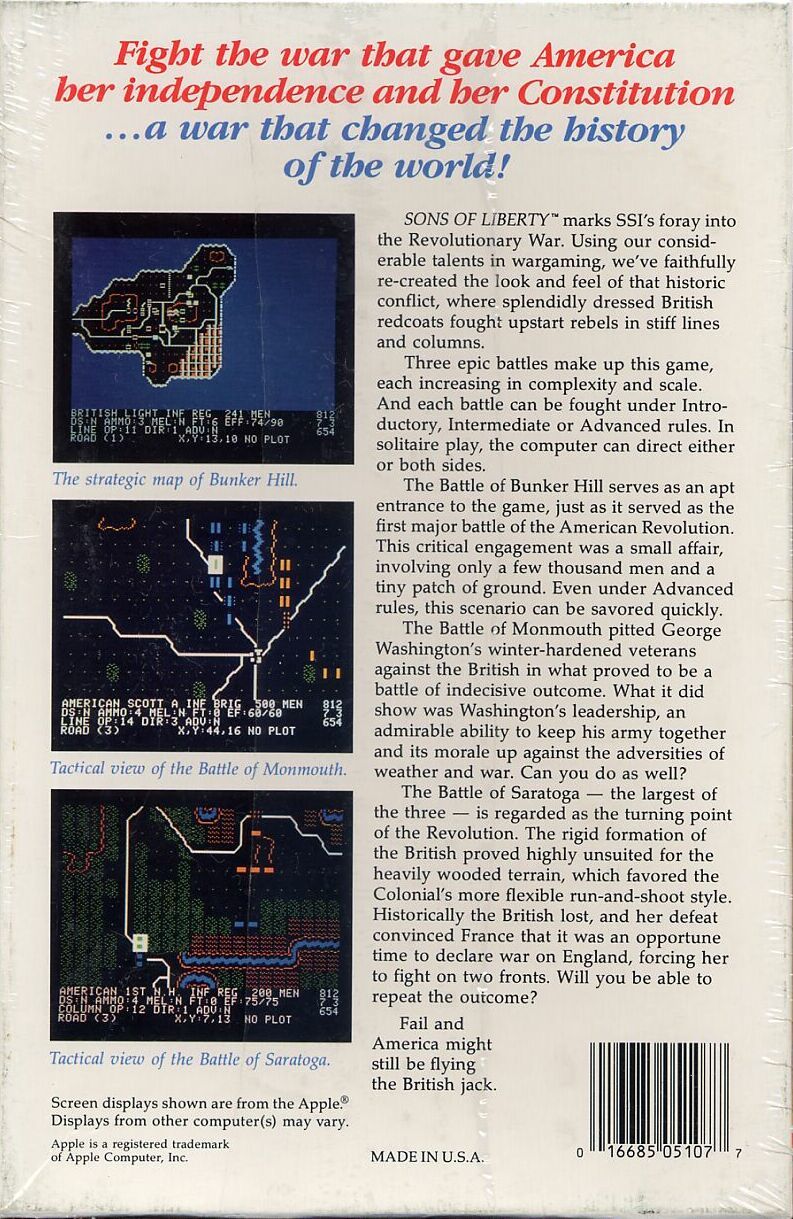 Fight the war that gave America
her independence and her Constitution
...a war that changed the history
of the world!
BRITISH LIGHT INF REG 241 MEN 812
DS:N AMMO:3 MEL:N FT:6 EFF:74/90 7 3
LINE OP:11 DIR:1 ADV:N 654
ROAD (1) X,Y:13,10 NO PLOT
The strategic map of Bunker Hill.
AMERICAN SCOTT A INF BRIG 500 MEN 812
DS:N AMMO:4 MEL:N FT:0 EF:60/60 7 3
LINE OP:14 DIR:3 ADV:N 654
ROAD (3) X,Y:44,16 NO PLOT
Tactical view of the Battle of Monmouth.
AMERICAN 1ST N.H. INF REG 200 MEN 812
DS:N AMMO:4 MEL:N FT:0 EF:75/75 7 3
COLUMN OP:12 DIR:1 ADV:N 654
ROAD (3) X,Y:7,13 NO PLOT
Tactical view of the Battle of Saratoga.
Screen displays shown are from the Apple.®
Displays from other computer(s) may vary.
Apple is a registered trademark
of Apple Computer, Inc.
SONS OF LIBERTY™ marks SSI's foray into
the Revolutionary War. Using our consid-
erable talents in wargaming, we've faithfully
re-created the look and feel of that historic
conflict, where splendidly dressed British
redcoats fought upstart rebels in stiff lines
and columns.
Three epic battles make up this game,
each increasing in complexity and scale.
And each battle can be fought under Intro-
ductory, Intermediate or Advanced rules. In
solitaire play, the computer can direct either
or both sides.
The Battle of Bunker Hill serves as an apt
entrance to the game, just as it served as the
first major battle of the American Revolution.
This critical engagement was a small affair,
involving only a few thousand men and a
tiny patch of ground. Even under Advanced
rules, this scenario can be savored quickly.
The Battle of Monmouth pitted George
Washington's winter-hardened veterans
against the British in what proved to be a
battle of indecisive outcome. What it did
show was Washington's leadership, an
admirable ability to keep his army together
and its morale up against the adversities of
weather and war. Can you do as well?
The Battle of Saratoga — the largest of
the three — is regarded as the turning point
of the Revolution. The rigid formation of
the British proved highly unsuited for the
heavily wooded terrain, which favored the
Colonial's more flexible run-and-shoot style.
Historically the British lost, and her defeat
convinced France that it was an opportune
time to declare war on England, forcing her
to fight on two fronts. Will you be able to
repeat the outcome?
Fail and
America might
still be flying
the British jack.
MADE IN U.S.A.
0 16685 05107 7